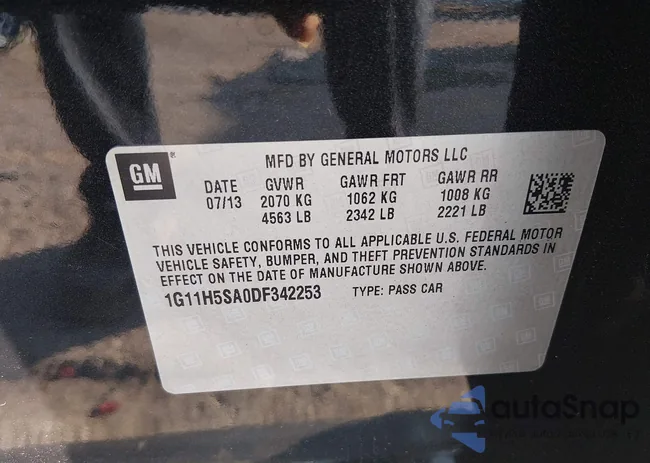 GM
MFD BY GENERAL MOTORS LLC
DATE GVWR GAWR FRT GAWR RR
07/13 2070 KG 1062 KG 1008 KG
4563 LB 2342 LB 2221 LB
THIS VEHICLE CONFORMS TO ALL APPLICABLE U.S. FEDERAL MOTOR
VEHICLE SAFETY, BUMPER, AND THEFT PREVENTION STANDARDS IN
EFFECT ON THE DATE OF MANUFACTURE SHOWN ABOVE.
1G11H5SA0DF342253 TYPE: PASS CAR
autoSnap